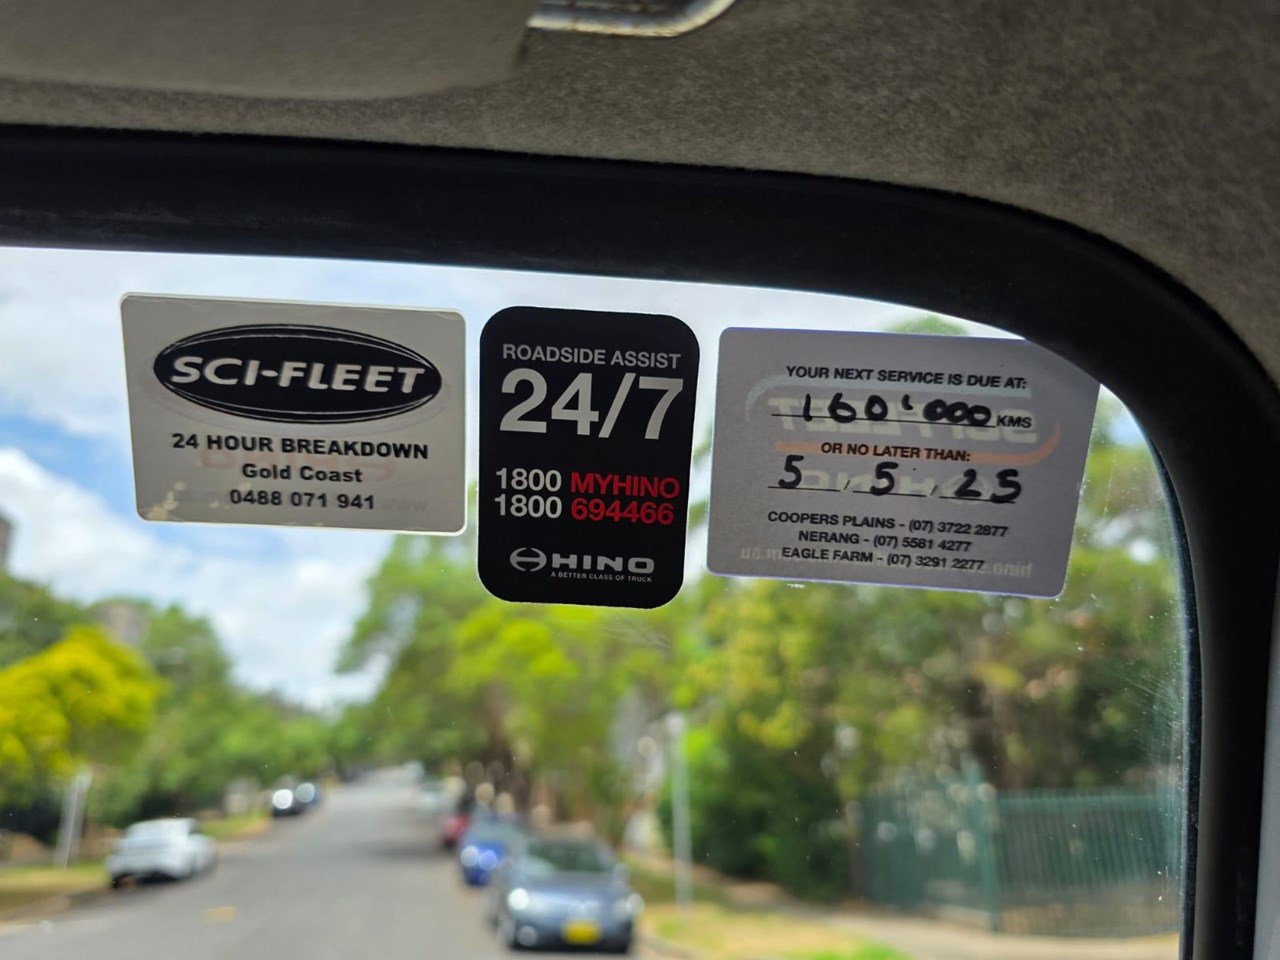 SCI-FLEET
24 HOUR BREAKDOWN
Gold Coast
0488 071 941
ROADSIDE ASSIST
24/7
1800 MYHINO
1800 694466
HINO
A BETTER CLASS OF TRUCK
YOUR NEXT SERVICE IS DUE AT:
160'000 KMS
OR NO LATER THAN:
5.5.25
COOPERS PLAINS - (07) 3722 2877
NERANG - (07) 5581 4277
EAGLE FARM - (07) 3291 2277